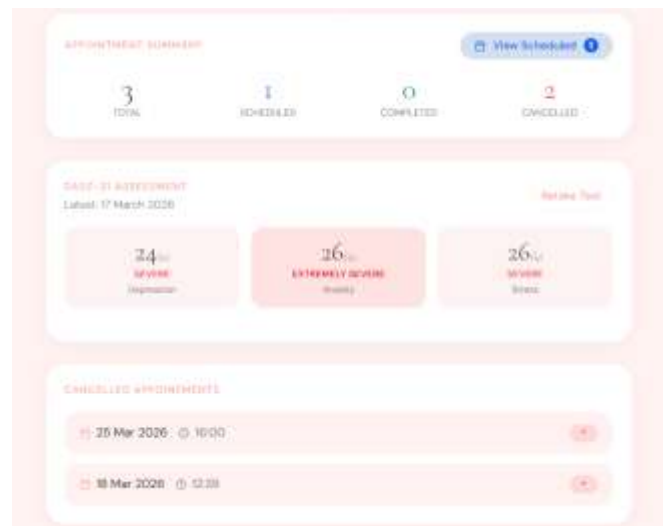 APPOINTMENT SUMMARY
View Scheduled 1
3 1 0 2
TOTAL SCHEDULED COMPLETED CANCELLED
DASS-21 ASSESSMENT
Latest: 17 March 2026
Retake Test
24 26 26
SEVERE EXTREMELY SEVERE SEVERE
Depression Anxiety Stress
CANCELLED APPOINTMENTS
25 Mar 2026 16:00
18 Mar 2026